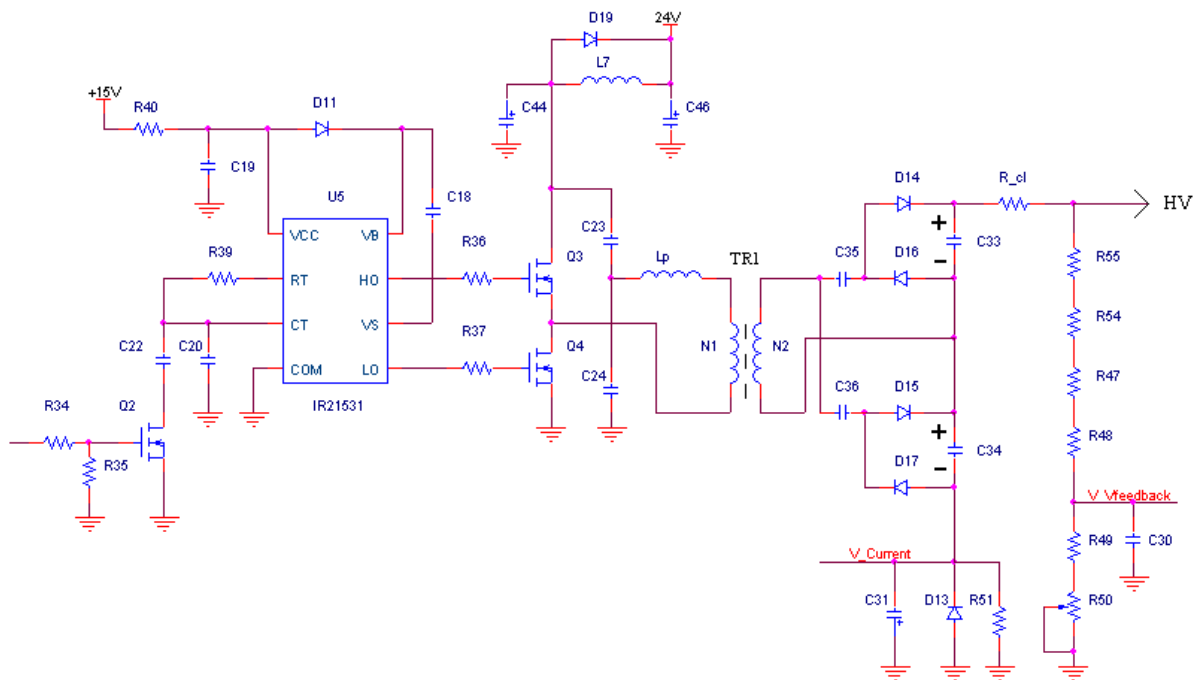 D19
24V
L7
+15V
R40
D11
C44
C46
C19
U5
C18
D14
R_cl
HV
VCC
VB
R36
C23
Q3
C35
D16
+
C33
-
R55
R39
RT
HO
Lp
TR1
CT
VS
R37
R54
C22
C20
Q4
N1
N2
COM
LO
C24
C36
D15
R47
IR21531
R34
Q2
+
C34
-
R48
R35
D17
V_Vfeedback
V_Current
R49
C30
C31
D13
R51
R50